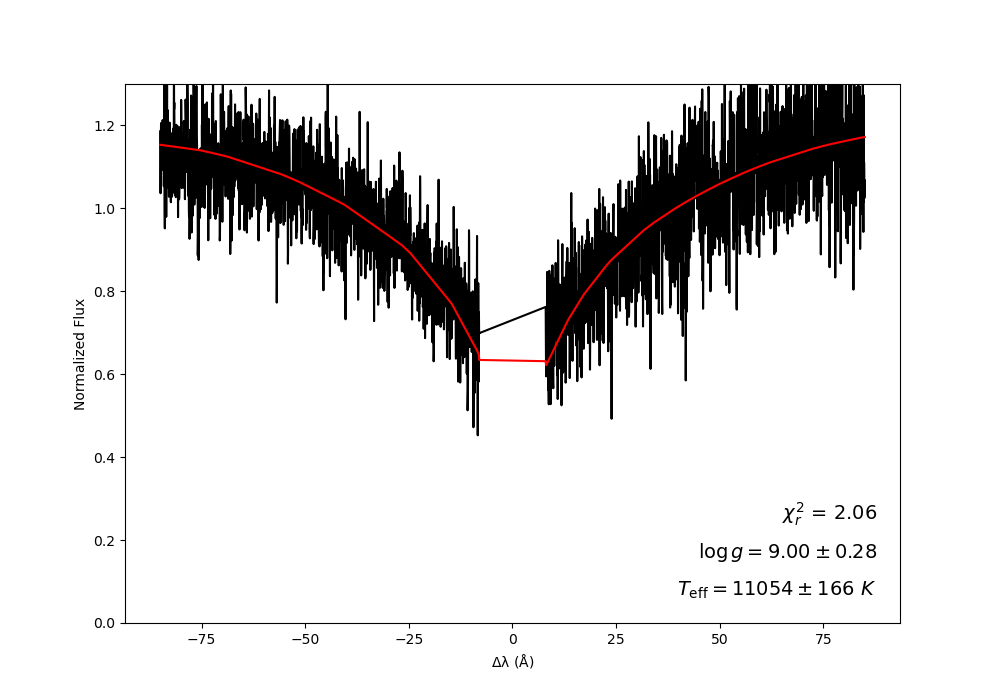 1.2
1.0
0.8
0.6
0.4
0.2
0.0
Normalized Flux
χ²ᵣ = 2.06
log g = 9.00 ± 0.28
T_eff = 11054 ± 166 K
−75 −50 −25 0 25 50 75
Δλ (Å)